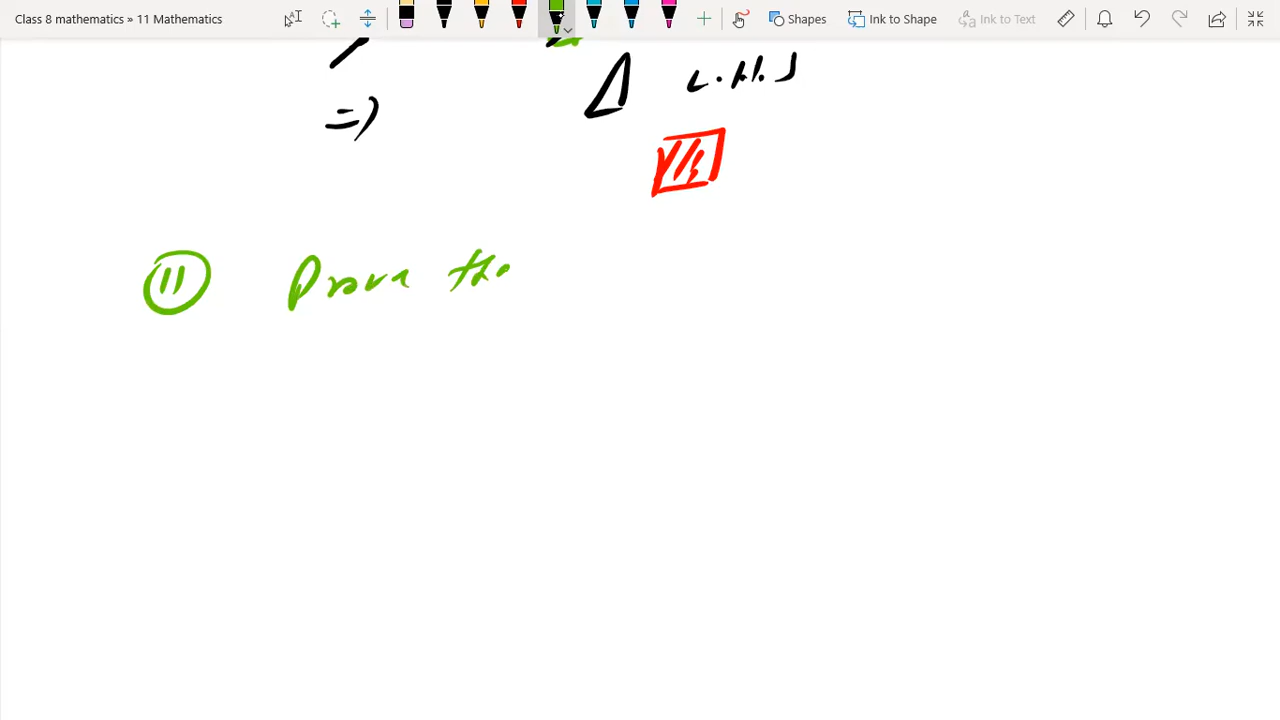 Class 8 mathematics » 11 Mathematics Shapes Ink to Shape Ink to Text
L.H.S
=)
11 Prove the